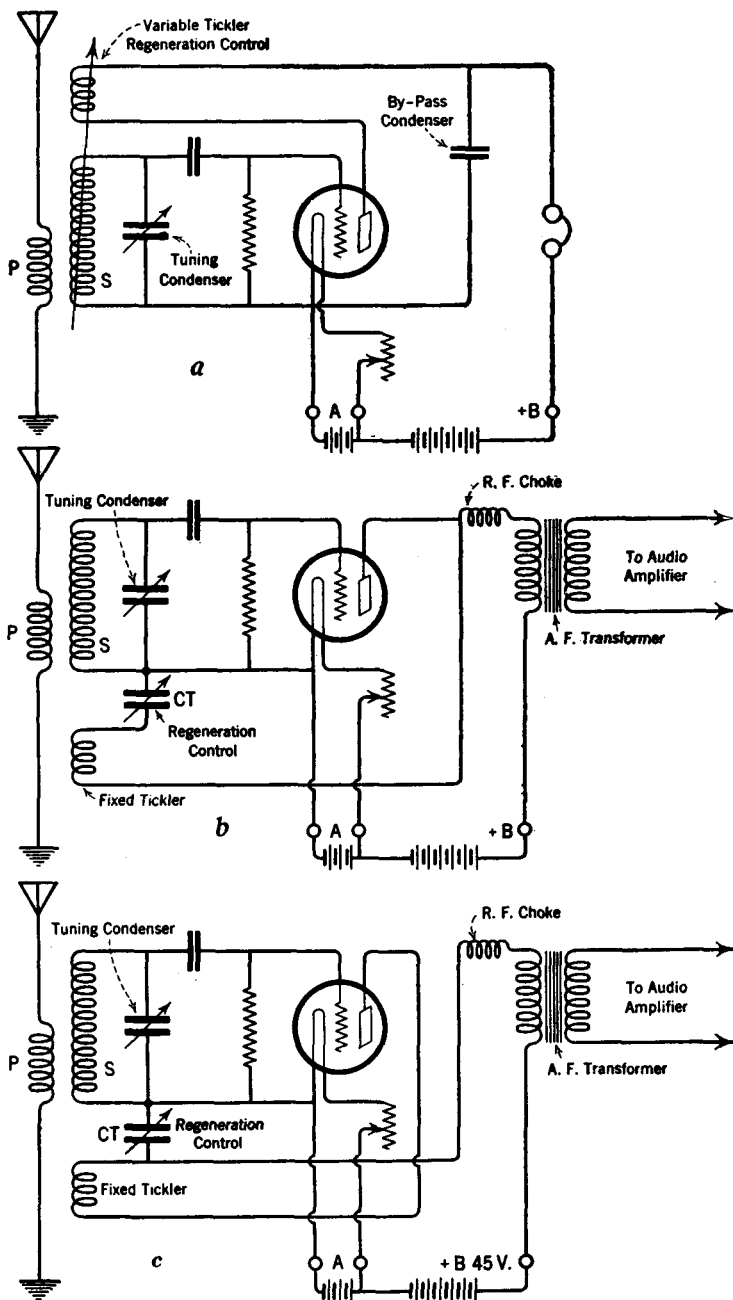 Variable Tickler
Regeneration Control
By-Pass
Condenser
P
S
Tuning
Condenser
a
A
+B
Tuning Condenser
R. F. Choke
To Audio
Amplifier
P
S
A. F. Transformer
CT
Regeneration
Control
Fixed Tickler
b
A
+B
Tuning Condenser
R. F. Choke
To Audio
Amplifier
P
S
A. F. Transformer
CT
Regeneration
Control
Fixed Tickler
c
A
+B 45 V.